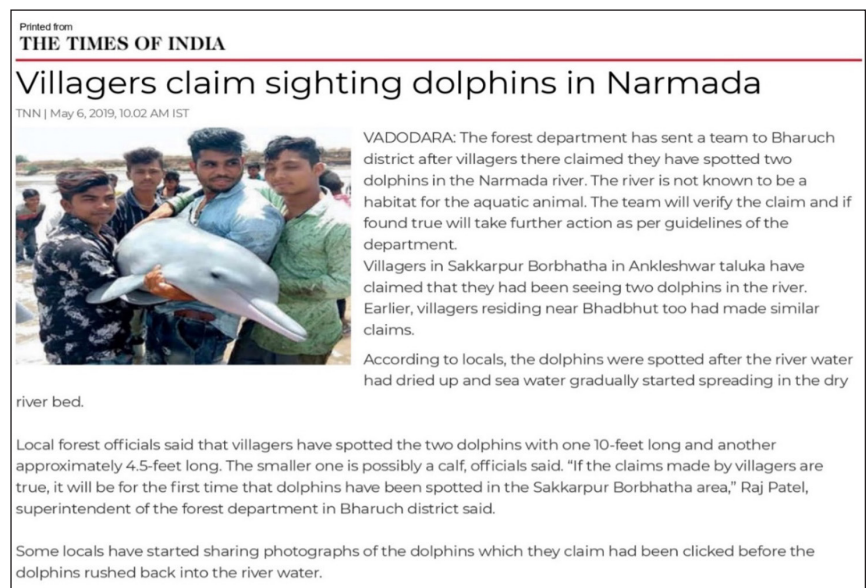 Printed from
THE TIMES OF INDIA
Villagers claim sighting dolphins in Narmada
TNN | May 6, 2019, 10.02 AM IST
VADODARA: The forest department has sent a team to Bharuch
district after villagers there claimed they have spotted two
dolphins in the Narmada river. The river is not known to be a
habitat for the aquatic animal. The team will verify the claim and if
found true will take further action as per guidelines of the
department.
Villagers in Sakkarpur Borbhatha in Ankleshwar taluka have
claimed that they had been seeing two dolphins in the river.
Earlier, villagers residing near Bhadbhut too had made similar
claims.
According to locals, the dolphins were spotted after the river water
had dried up and sea water gradually started spreading in the dry
river bed.
Local forest officials said that villagers have spotted the two dolphins with one 10-feet long and another
approximately 4.5-feet long. The smaller one is possibly a calf, officials said. “If the claims made by villagers are
true, it will be for the first time that dolphins have been spotted in the Sakkarpur Borbhatha area,” Raj Patel,
superintendent of the forest department in Bharuch district said.
Some locals have started sharing photographs of the dolphins which they claim had been clicked before the
dolphins rushed back into the river water.